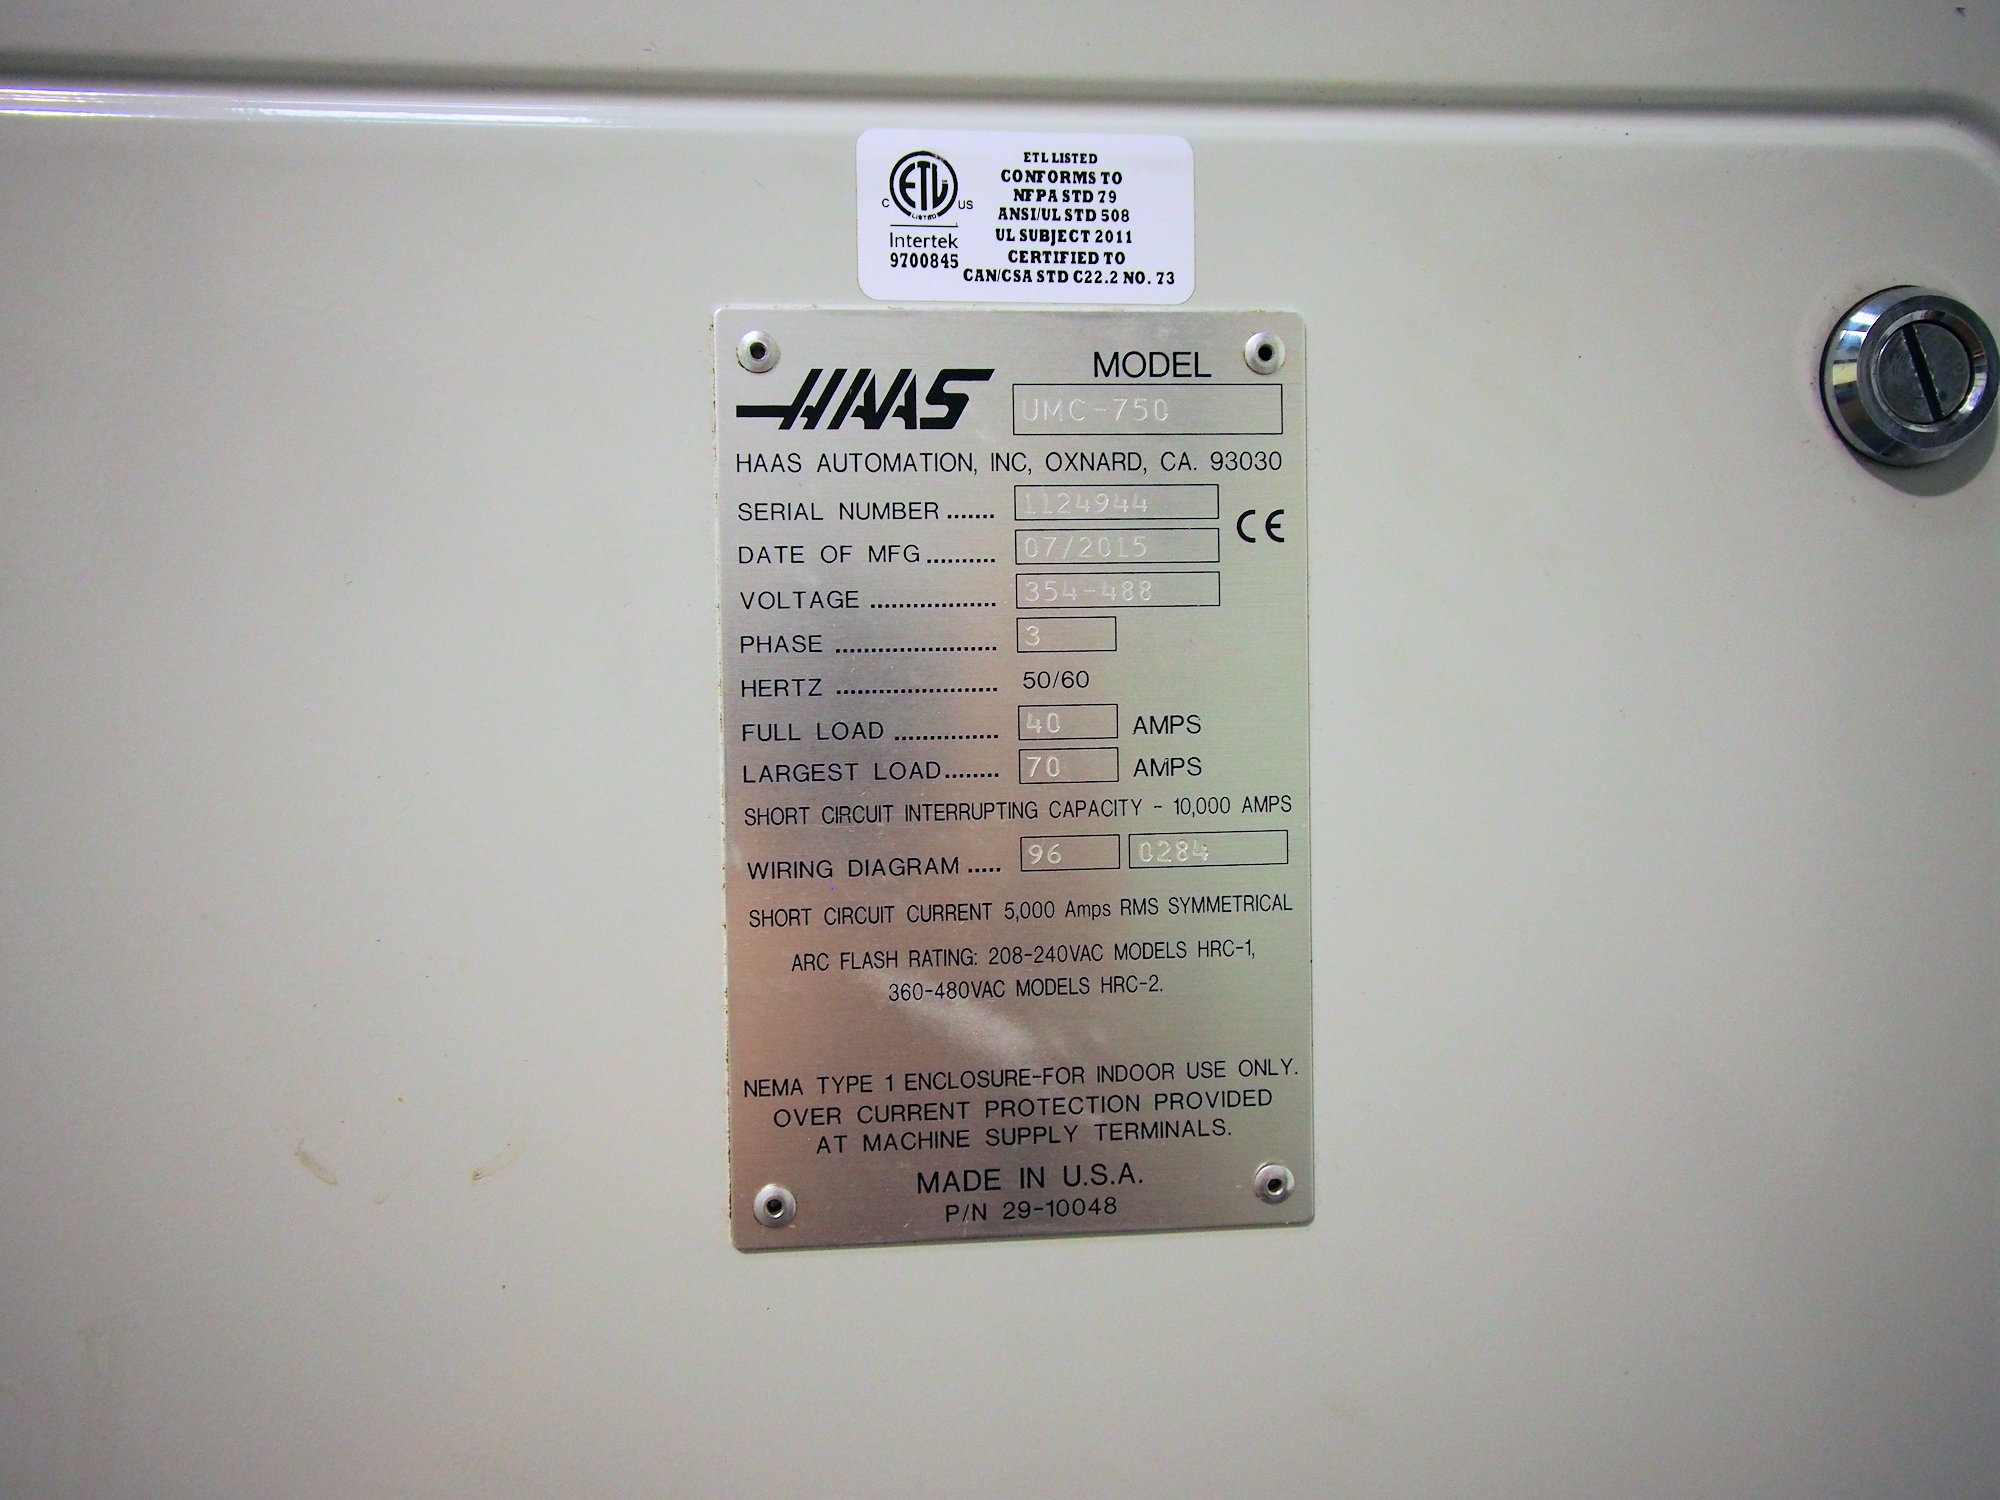 ETL LISTED
CONFORMS TO
NFPA STD 79
ANSI/UL STD 508
UL SUBJECT 2011
CERTIFIED TO
CAN/CSA STD C22.2 NO. 73
ETL
LISTED
C US
Intertek
9700845
HAAS
MODEL
UMC-750
HAAS AUTOMATION, INC, OXNARD, CA. 93030
SERIAL NUMBER ....... 1124944
CE
DATE OF MFG .......... 07/2015
VOLTAGE .................. 354-488
PHASE ....................... 3
HERTZ ....................... 50/60
FULL LOAD ............... 40 AMPS
LARGEST LOAD ........ 70 AMPS
SHORT CIRCUIT INTERRUPTING CAPACITY - 10,000 AMPS
WIRING DIAGRAM ..... 96 0284
SHORT CIRCUIT CURRENT 5,000 Amps RMS SYMMETRICAL
ARC FLASH RATING: 208-240VAC MODELS HRC-1,
360-480VAC MODELS HRC-2.
NEMA TYPE 1 ENCLOSURE-FOR INDOOR USE ONLY.
OVER CURRENT PROTECTION PROVIDED
AT MACHINE SUPPLY TERMINALS.
MADE IN U.S.A.
P/N 29-10048